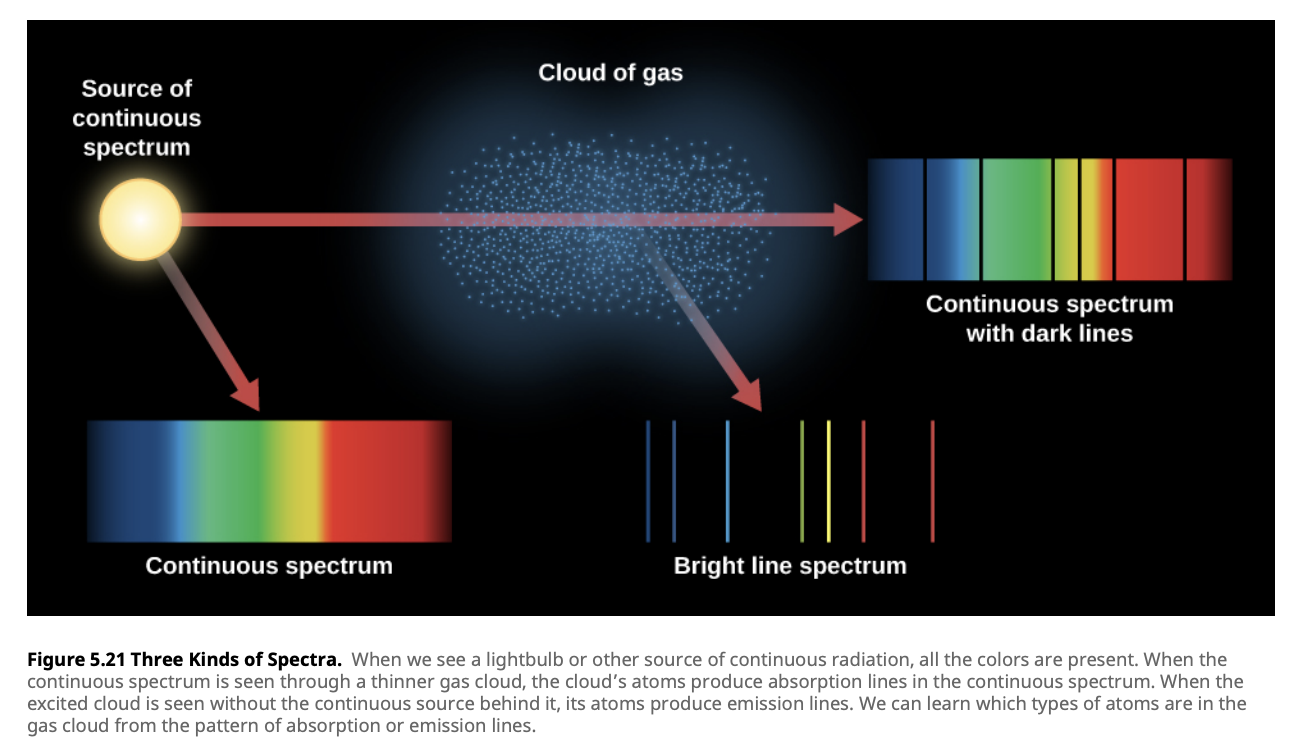 Source of
continuous
spectrum
Cloud of gas
Continuous spectrum
with dark lines
Continuous spectrum
Bright line spectrum
Figure 5.21 Three Kinds of Spectra. When we see a lightbulb or other source of continuous radiation, all the colors are present. When the
continuous spectrum is seen through a thinner gas cloud, the cloud’s atoms produce absorption lines in the continuous spectrum. When the
excited cloud is seen without the continuous source behind it, its atoms produce emission lines. We can learn which types of atoms are in the
gas cloud from the pattern of absorption or emission lines.